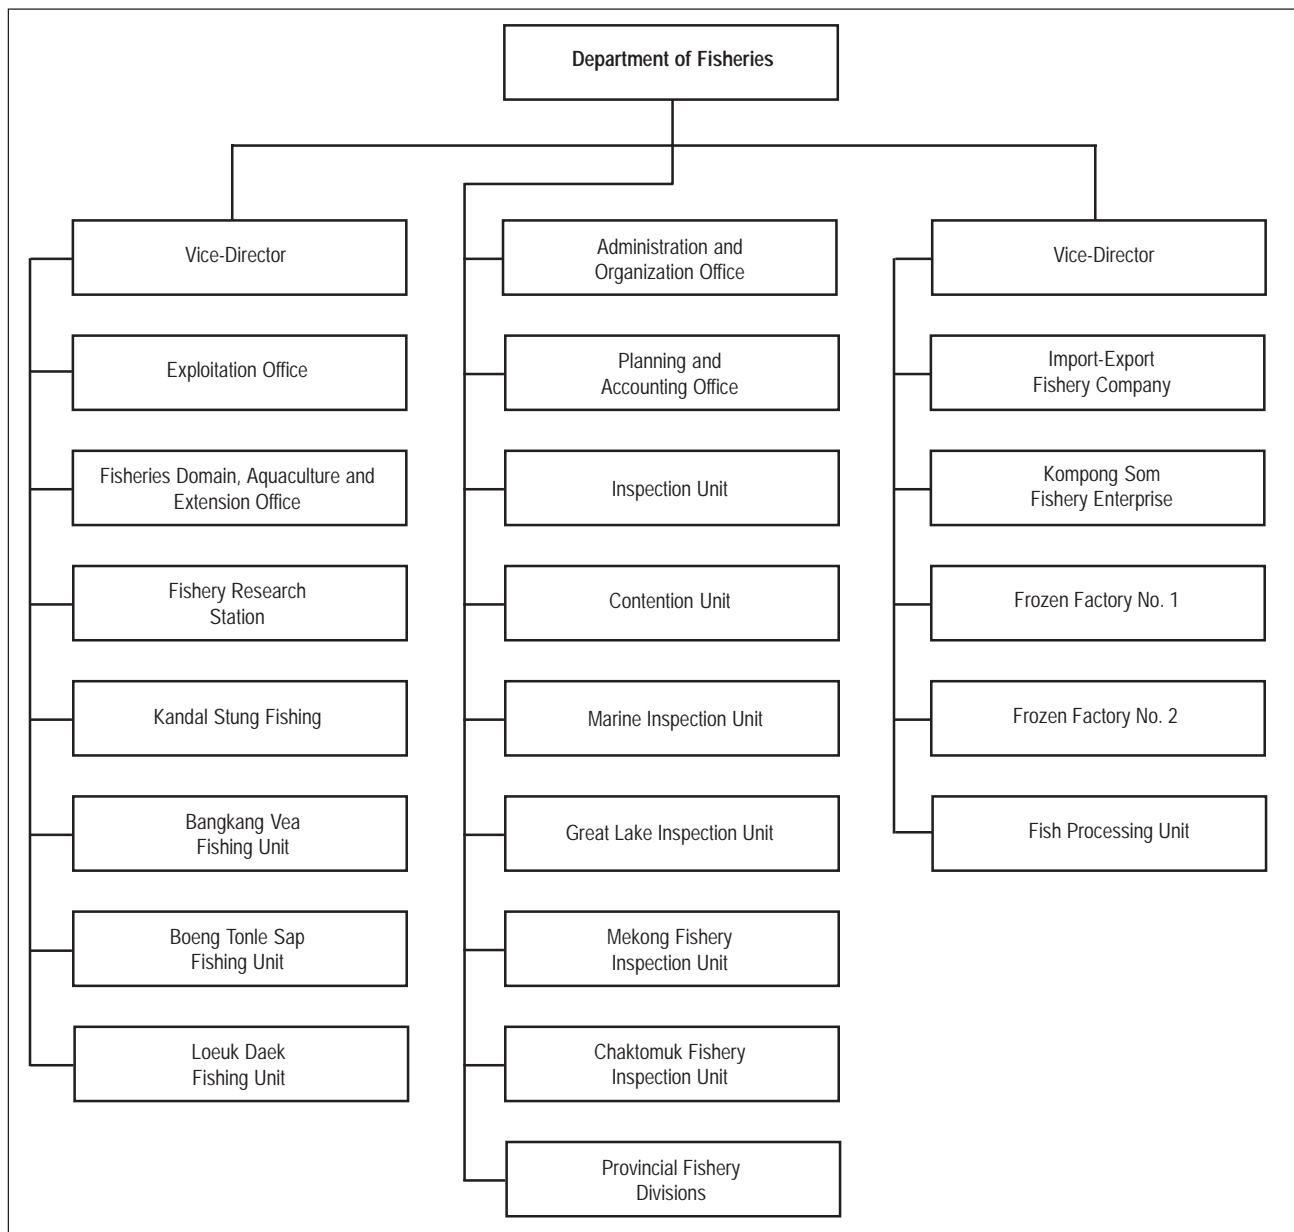 Department of Fisheries
Vice-Director
Exploitation Office
Fisheries Domain, Aquaculture and
Extension Office
Fishery Research
Station
Kandal Stung Fishing
Bangkang Vea
Fishing Unit
Boeng Tonle Sap
Fishing Unit
Loeuk Daek
Fishing Unit
Administration and
Organization Office
Planning and
Accounting Office
Inspection Unit
Contention Unit
Marine Inspection Unit
Great Lake Inspection Unit
Mekong Fishery
Inspection Unit
Chaktomuk Fishery
Inspection Unit
Provincial Fishery
Divisions
Vice-Director
Import-Export
Fishery Company
Kompong Som
Fishery Enterprise
Frozen Factory No. 1
Frozen Factory No. 2
Fish Processing Unit